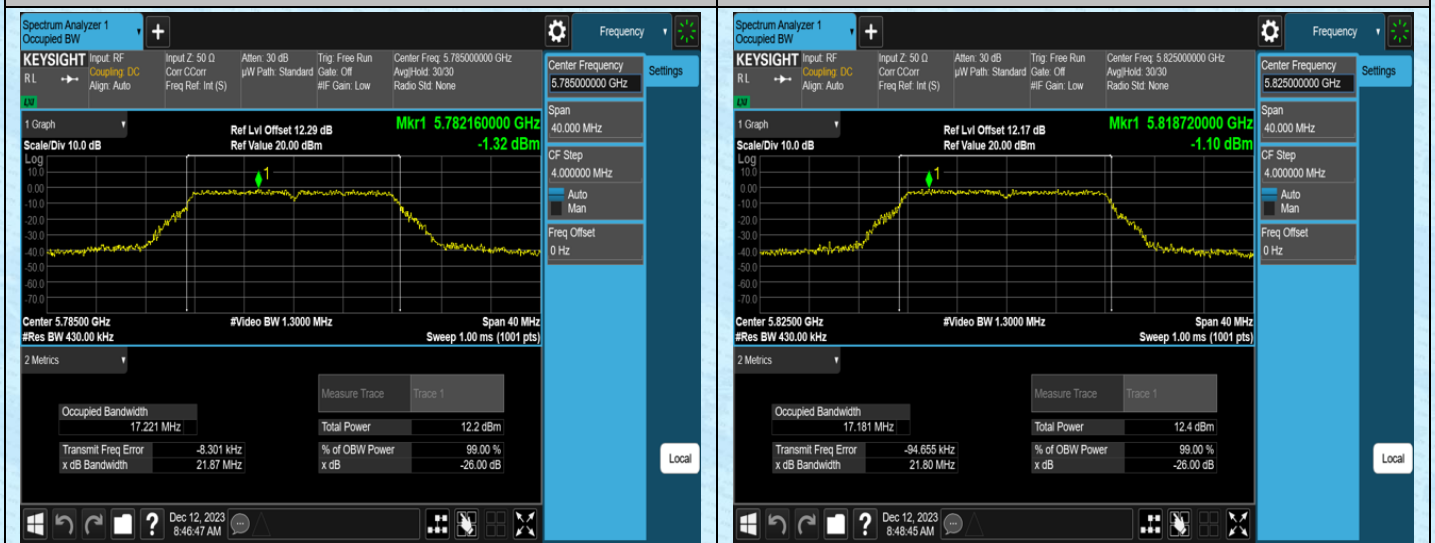 Spectrum Analyzer 1
Occupied BW
Frequency
KEYSIGHT
R L
LXI
Input: RF
Coupling: DC
Align: Auto
Input Z: 50 Ω
Corr CCorr
Freq Ref: Int (S)
Atten: 30 dB
µW Path: Standard
Trig: Free Run
Gate: Off
#IF Gain: Low
Center Freq: 5.785000000 GHz
Avg|Hold: 30/30
Radio Std: None
Center Frequency
5.785000000 GHz
Settings
Span
40.000 MHz
CF Step
4.000000 MHz
Auto
Man
Freq Offset
0 Hz
1 Graph
Scale/Div 10.0 dB
Ref Lvl Offset 12.29 dB
Ref Value 20.00 dBm
Mkr1 5.782160000 GHz
-1.32 dBm
Log
10.0
0.00
-10.0
-20.0
-30.0
-40.0
-50.0
-60.0
-70.0
1
Center 5.78500 GHz
#Video BW 1.3000 MHz
Span 40 MHz
#Res BW 430.00 kHz
Sweep 1.00 ms (1001 pts)
2 Metrics
Measure Trace Trace 1
Occupied Bandwidth
17.221 MHz
Total Power 12.2 dBm
Transmit Freq Error -8.301 kHz
% of OBW Power 99.00 %
x dB Bandwidth 21.87 MHz
x dB -26.00 dB
Local
?
Dec 12, 2023
8:46:47 AM
Spectrum Analyzer 1
Occupied BW
Frequency
KEYSIGHT
R L
LXI
Input: RF
Coupling: DC
Align: Auto
Input Z: 50 Ω
Corr CCorr
Freq Ref: Int (S)
Atten: 30 dB
µW Path: Standard
Trig: Free Run
Gate: Off
#IF Gain: Low
Center Freq: 5.825000000 GHz
Avg|Hold: 30/30
Radio Std: None
Center Frequency
5.825000000 GHz
Settings
Span
40.000 MHz
CF Step
4.000000 MHz
Auto
Man
Freq Offset
0 Hz
1 Graph
Scale/Div 10.0 dB
Ref Lvl Offset 12.17 dB
Ref Value 20.00 dBm
Mkr1 5.818720000 GHz
-1.10 dBm
Log
10.0
0.00
-10.0
-20.0
-30.0
-40.0
-50.0
-60.0
-70.0
1
Center 5.82500 GHz
#Video BW 1.3000 MHz
Span 40 MHz
#Res BW 430.00 kHz
Sweep 1.00 ms (1001 pts)
2 Metrics
Measure Trace Trace 1
Occupied Bandwidth
17.181 MHz
Total Power 12.4 dBm
Transmit Freq Error -94.655 kHz
% of OBW Power 99.00 %
x dB Bandwidth 21.80 MHz
x dB -26.00 dB
Local
?
Dec 12, 2023
8:48:45 AM